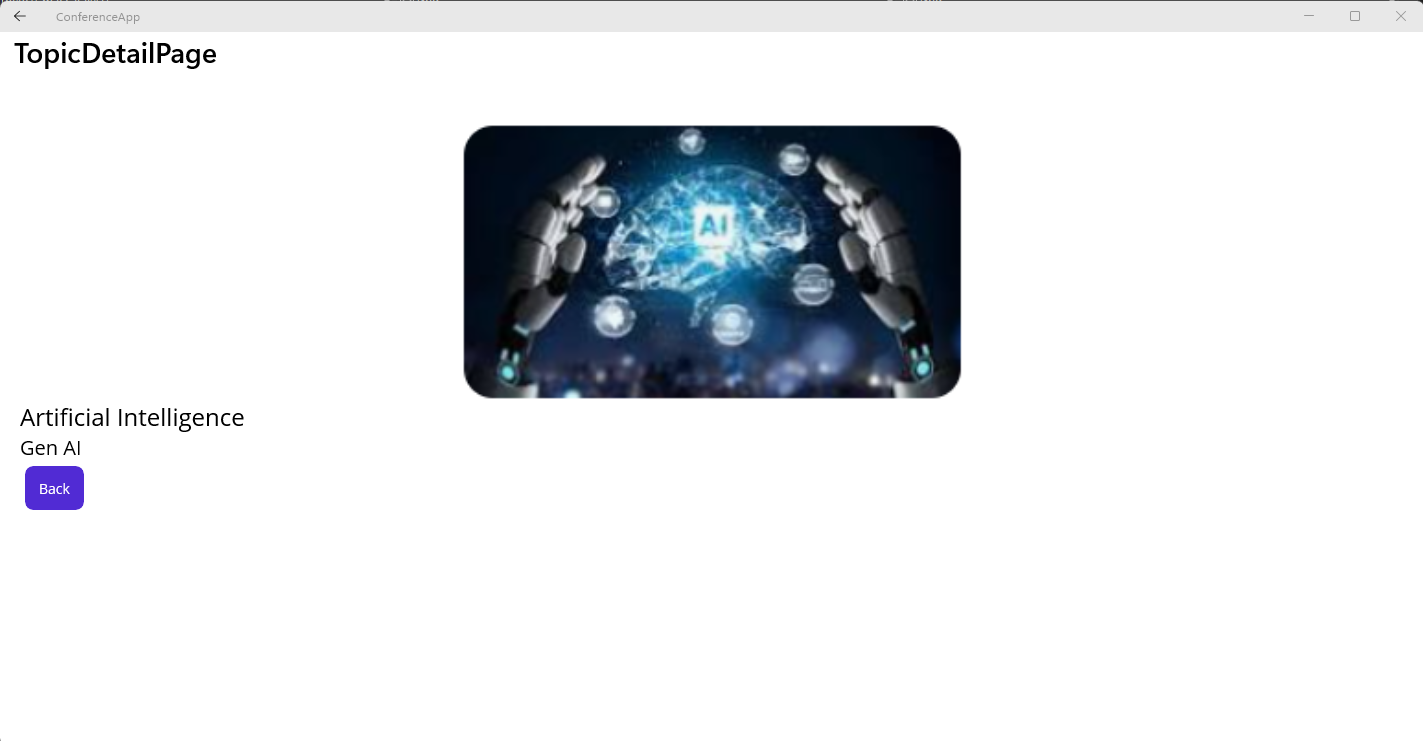 ConferenceApp
TopicDetailPage
AI
Artificial Intelligence
Gen AI
Back